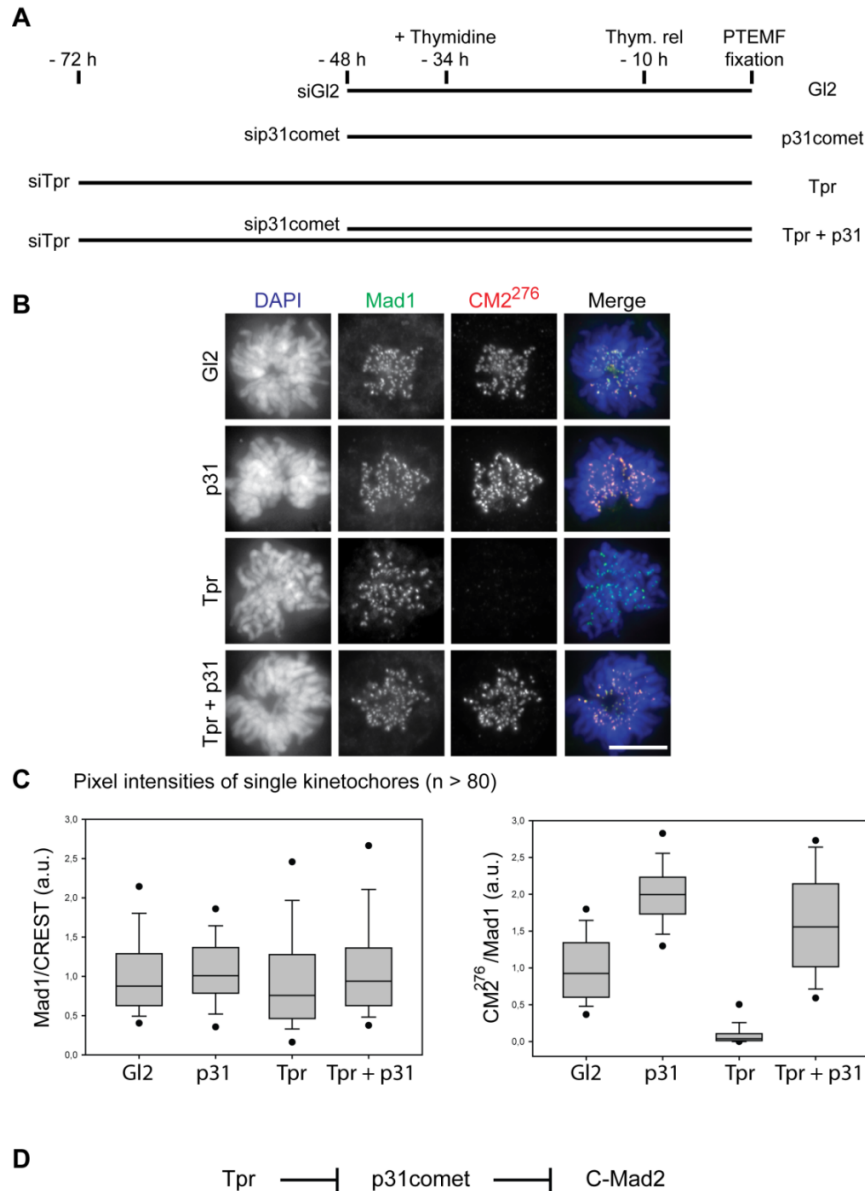 A
+ Thymidine Thym. rel PTEMF
- 72 h - 48 h - 34 h - 10 h fixation
siGl2 Gl2
sip31comet p31comet
siTpr Tpr
sip31comet
siTpr Tpr + p31
B
DAPI Mad1 CM2²⁷⁶ Merge
Gl2
p31
Tpr
Tpr + p31
C Pixel intensities of single kinetochores (n > 80)
Mad1/CREST (a.u.)
3,0
2,5
2,0
1,5
1,0
0,5
0,0
Gl2 p31 Tpr Tpr + p31
CM2²⁷⁶/Mad1 (a.u.)
3,0
2,5
2,0
1,5
1,0
0,5
0,0
Gl2 p31 Tpr Tpr + p31
D
Tpr p31comet C-Mad2